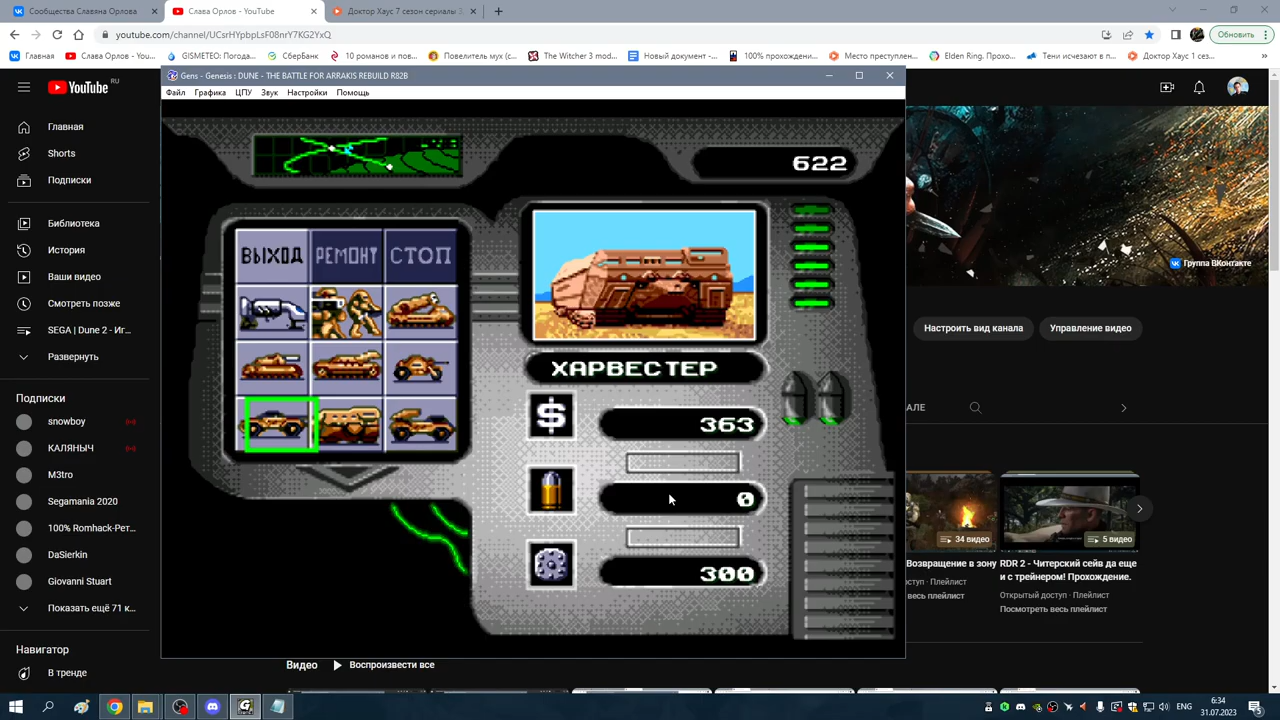 Сообщества Славяна Орлова
Слава Орлов - YouTube
Доктор Хаус 7 сезон сериалы
youtube.com/channel/UCsrHYpbpLsF08nrY7KG2YxQ
Обновить
Главная
Слава Орлов - You...
GISMETEO: Погода...
СберБанк
10 романов и пов...
Повелитель мух (с...
The Witcher 3 mod...
Новый документ -...
100% прохождени...
Место преступлен...
Elden Ring. Прохо...
Тени исчезают в п...
Доктор Хаус 1 сез...
Gens - Genesis : DUNE - THE BATTLE FOR ARRAKIS REBUILD R82B
Файл
Графика
ЦПУ
Звук
Настройки
Помощь
YouTube
RU
Главная
Shorts
Подписки
Библиотека
История
Ваши видео
Смотреть позже
SEGA | Dune 2 - Иг...
Развернуть
Подписки
snowboy
КАЛЯНЫЧ
M3tro
Segamania 2020
100% Romhack-Рет...
DaSierkin
Giovanni Stuart
Показать ещё 71 к...
Навигатор
В тренде
622
ВЫХОД
РЕМОНТ
СТОП
ХАРВЕСТЕР
$
363
0
300
Группа ВКонтакте
Настроить вид канала
Управление видео
АЛЕ
34 видео
5 видео
Возвращение в зону
RDR 2 - Читерский сейв да еще
и с трейнером! Прохождение.
ступ · Плейлист
весь плейлист
Открытый доступ · Плейлист
Посмотреть весь плейлист
Видео
Воспроизвести все
ENG
6:34
31.07.2023